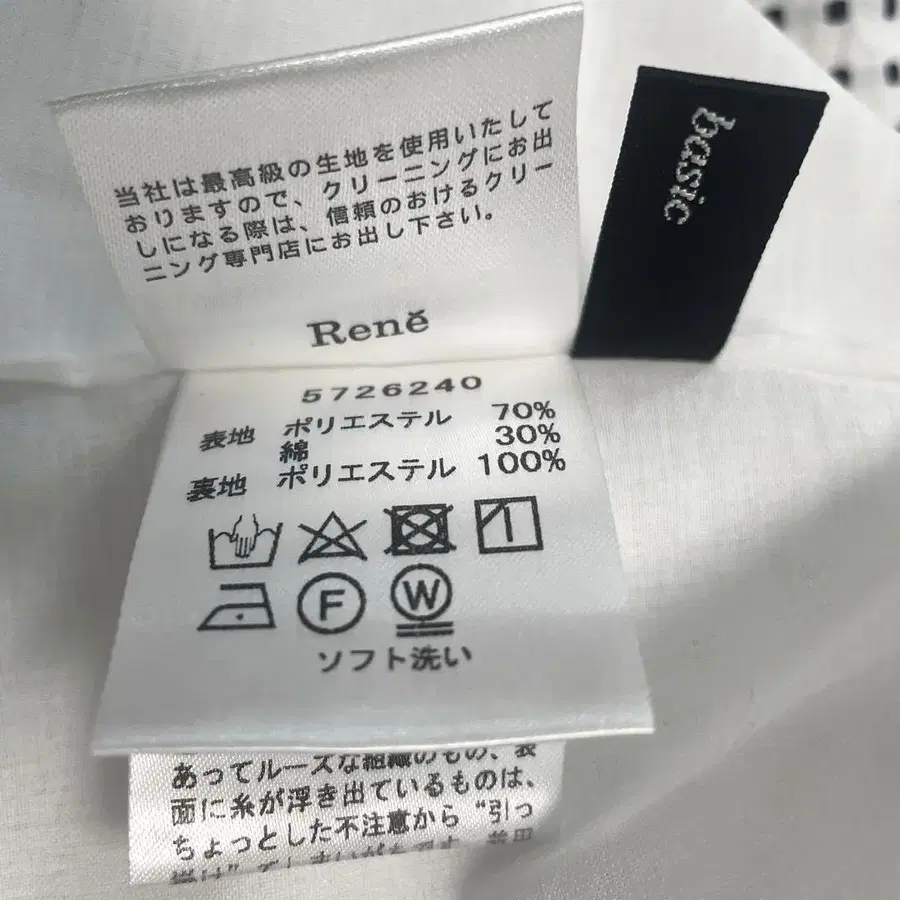 当社は最高級の生地を使用いたして
おりますので、クリーニングにお出
しになる際は、信頼のおけるクリー
ニング専門店にお出し下さい。
René
basic
5726240
表地 ポリエステル 70%
綿 30%
裏地 ポリエステル 100%
F
W
ソフト洗い
あってルーズな組織のもの、表
面に糸が浮き出ているものは、
ちょっとした不注意から“引っ